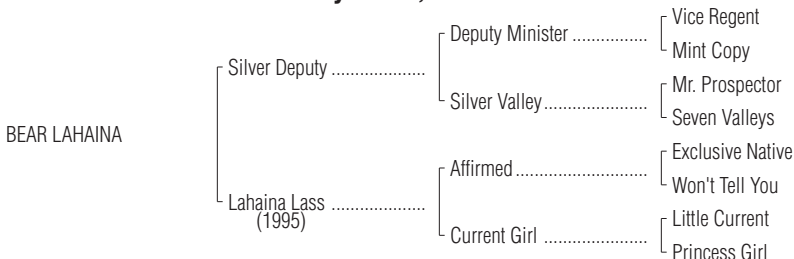 Vice Regent
Deputy Minister ................
Mint Copy
Silver Deputy ....................
Mr. Prospector
Silver Valley......................
Seven Valleys
BEAR LAHAINA
Exclusive Native
Affirmed............................
Won't Tell You
Lahaina Lass ....................
(1995)
Little Current
Current Girl ......................
Princess Girl